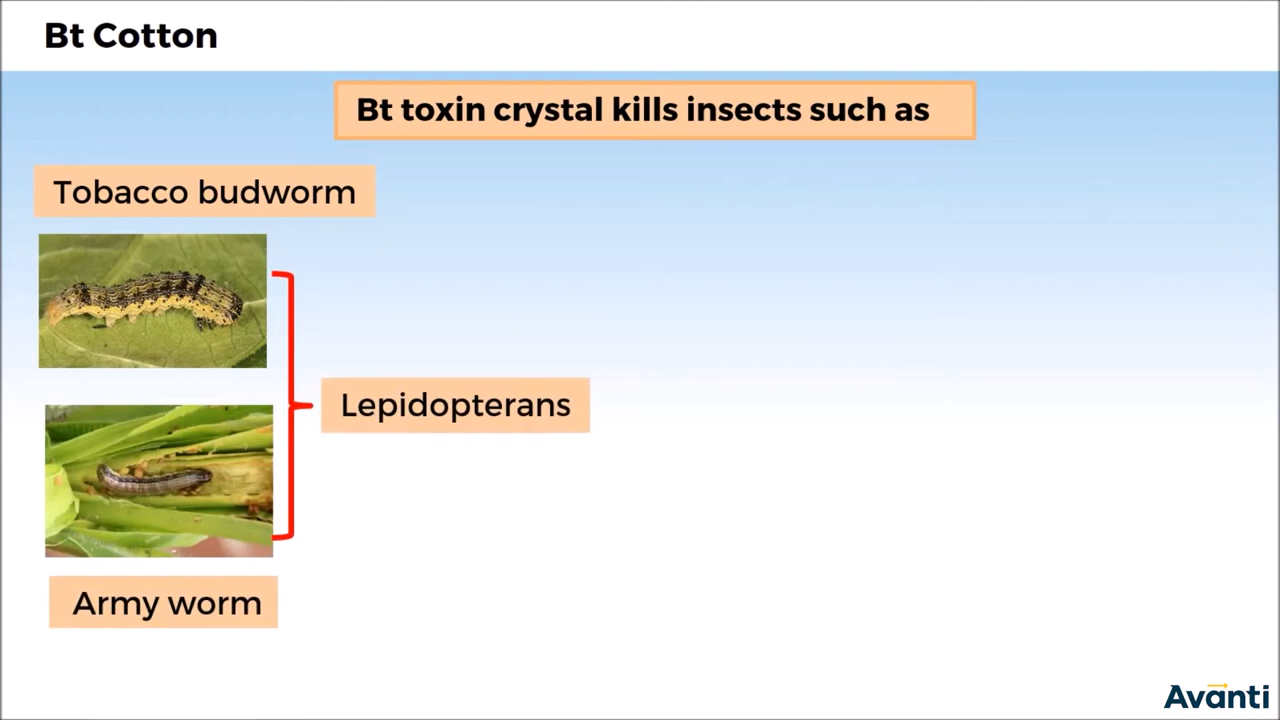 Bt Cotton
Bt toxin crystal kills insects such as
Tobacco budworm
Lepidopterans
Army worm
Avanti